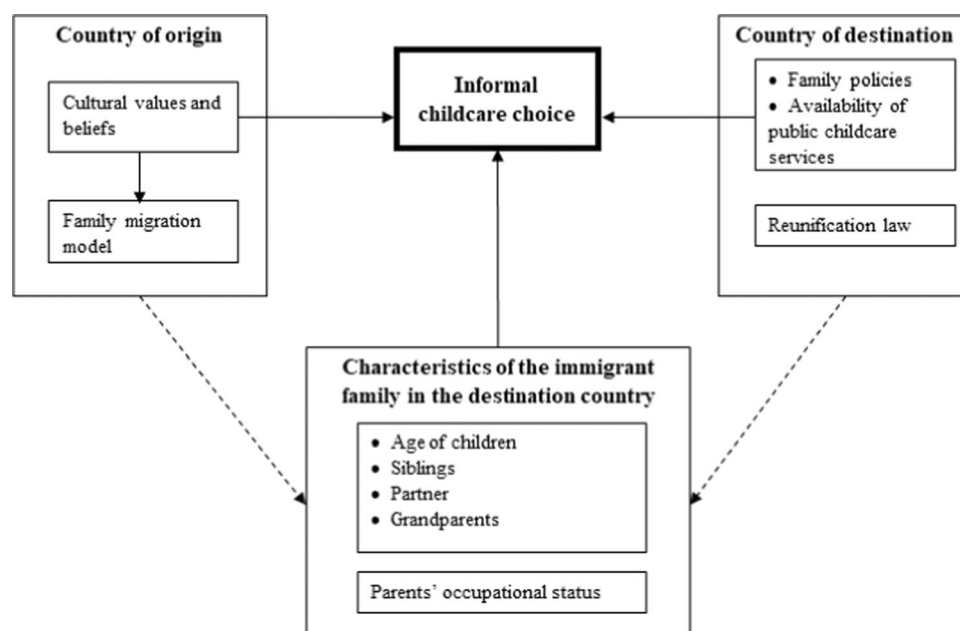 Country of origin
Cultural values and
beliefs
Family migration
model
Informal
childcare choice
Country of destination
• Family policies
• Availability of
public childcare
services
Reunification law
Characteristics of the immigrant
family in the destination country
• Age of children
• Siblings
• Partner
• Grandparents
Parents’ occupational status